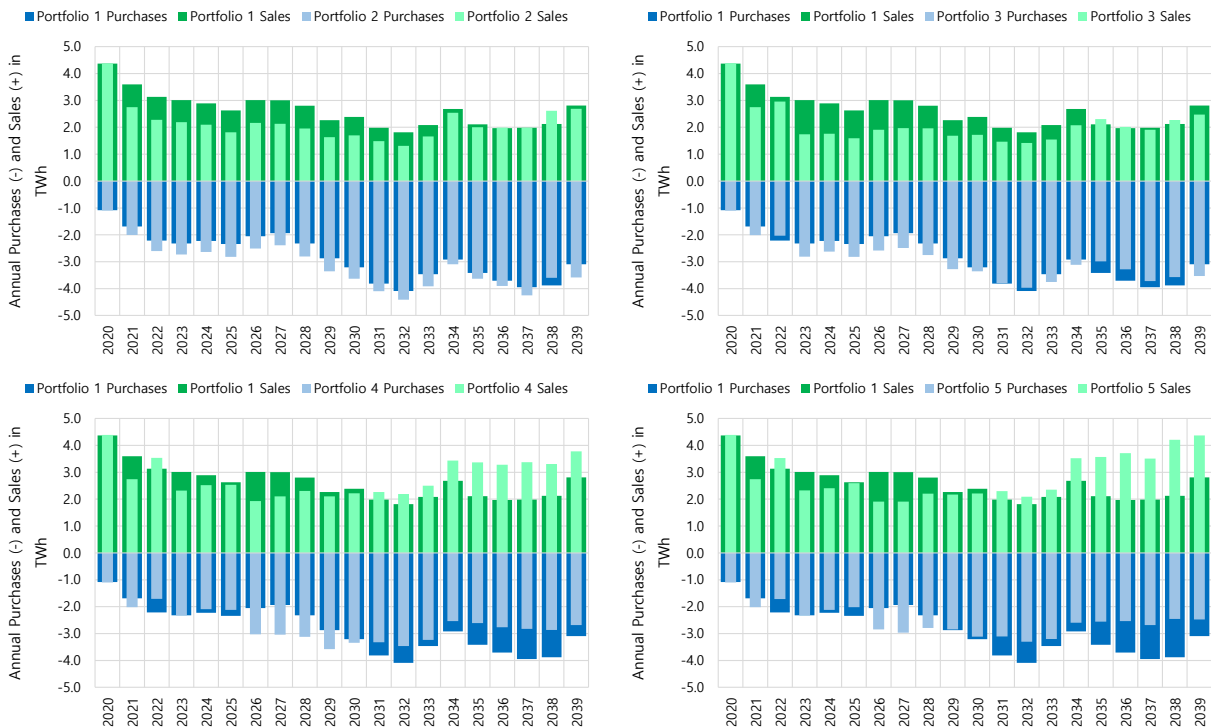 Portfolio 1 Purchases Portfolio 1 Sales Portfolio 2 Purchases Portfolio 2 Sales
Annual Purchases (-) and Sales (+) in
TWh
5.0
4.0
3.0
2.0
1.0
0.0
-1.0
-2.0
-3.0
-4.0
-5.0
2020 2021 2022 2023 2024 2025 2026 2027 2028 2029 2030 2031 2032 2033 2034 2035 2036 2037 2038 2039
Portfolio 1 Purchases Portfolio 1 Sales Portfolio 3 Purchases Portfolio 3 Sales
Annual Purchases (-) and Sales (+) in
TWh
5.0
4.0
3.0
2.0
1.0
0.0
-1.0
-2.0
-3.0
-4.0
-5.0
2020 2021 2022 2023 2024 2025 2026 2027 2028 2029 2030 2031 2032 2033 2034 2035 2036 2037 2038 2039
Portfolio 1 Purchases Portfolio 1 Sales Portfolio 4 Purchases Portfolio 4 Sales
Annual Purchases (-) and Sales (+) in
TWh
5.0
4.0
3.0
2.0
1.0
0.0
-1.0
-2.0
-3.0
-4.0
-5.0
2020 2021 2022 2023 2024 2025 2026 2027 2028 2029 2030 2031 2032 2033 2034 2035 2036 2037 2038 2039
Portfolio 1 Purchases Portfolio 1 Sales Portfolio 5 Purchases Portfolio 5 Sales
Annual Purchases (-) and Sales (+) in
TWh
5.0
4.0
3.0
2.0
1.0
0.0
-1.0
-2.0
-3.0
-4.0
-5.0
2020 2021 2022 2023 2024 2025 2026 2027 2028 2029 2030 2031 2032 2033 2034 2035 2036 2037 2038 2039